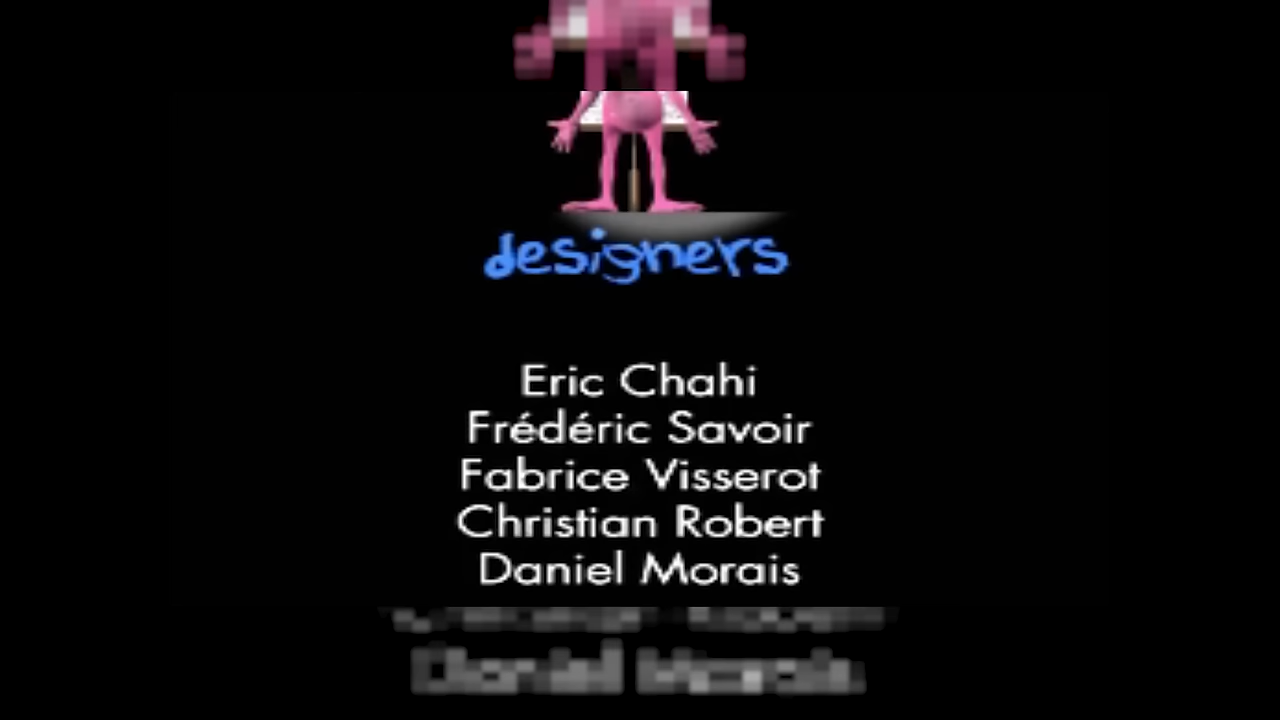 designers
Eric Chahi
Frédéric Savoir
Fabrice Visserot
Christian Robert
Daniel Morais